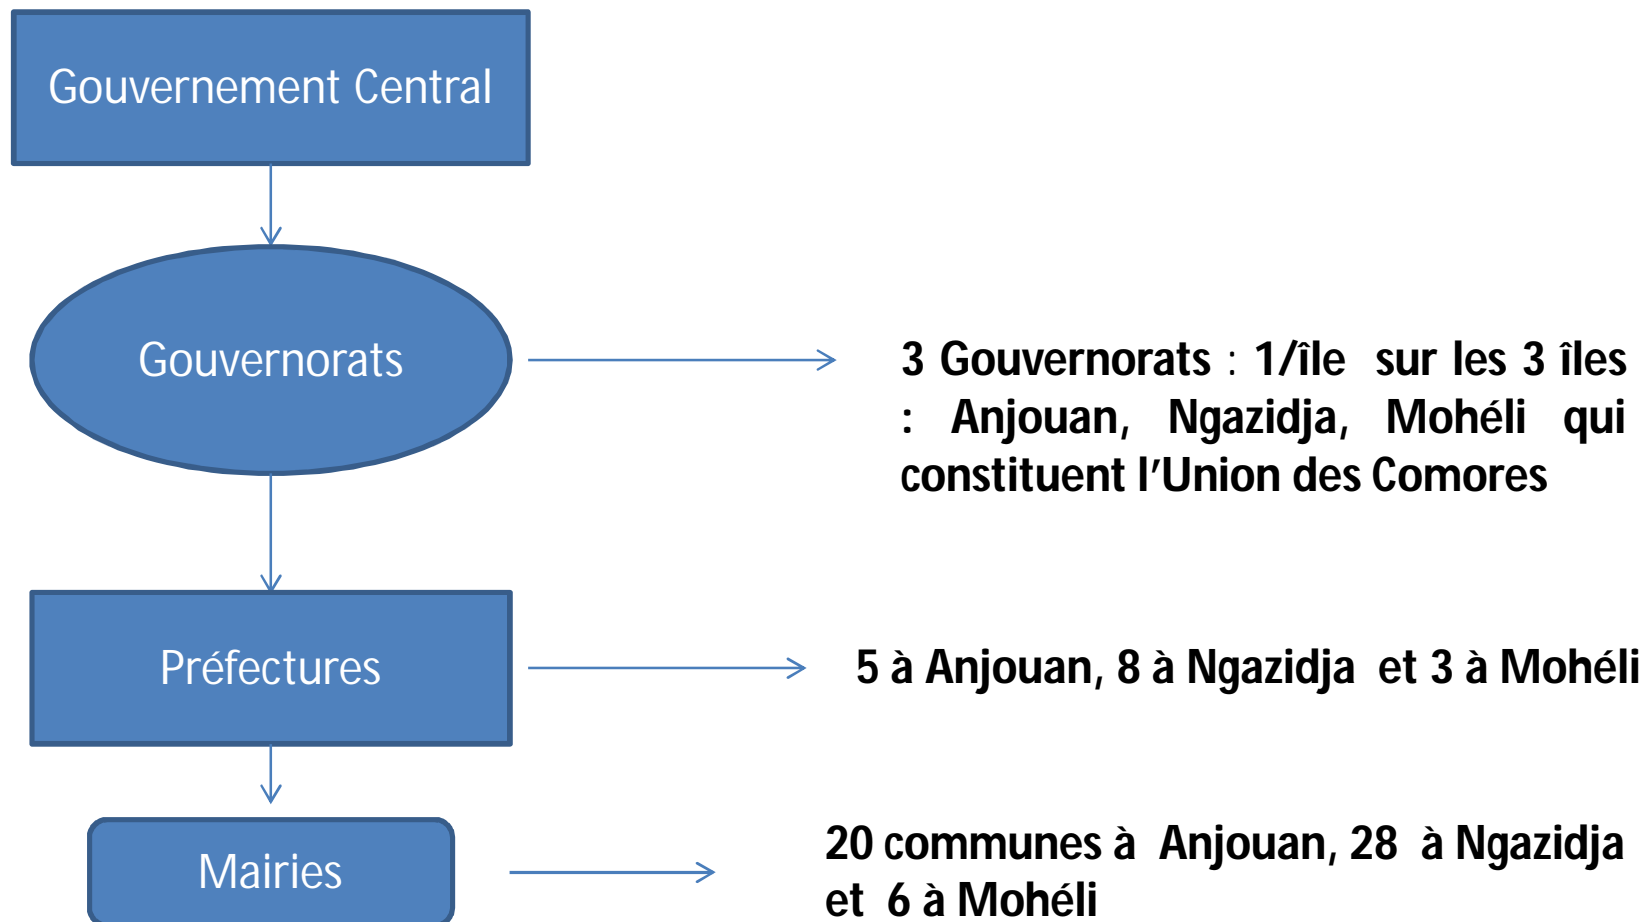 Gouvernement Central
Gouvernorats
3 Gouvernorats : 1/île sur les 3 îles
: Anjouan, Ngazidja, Mohéli qui
constituent l'Union des Comores
Préfectures
5 à Anjouan, 8 à Ngazidja et 3 à Mohéli
Mairies
20 communes à Anjouan, 28 à Ngazidja
et 6 à Mohéli